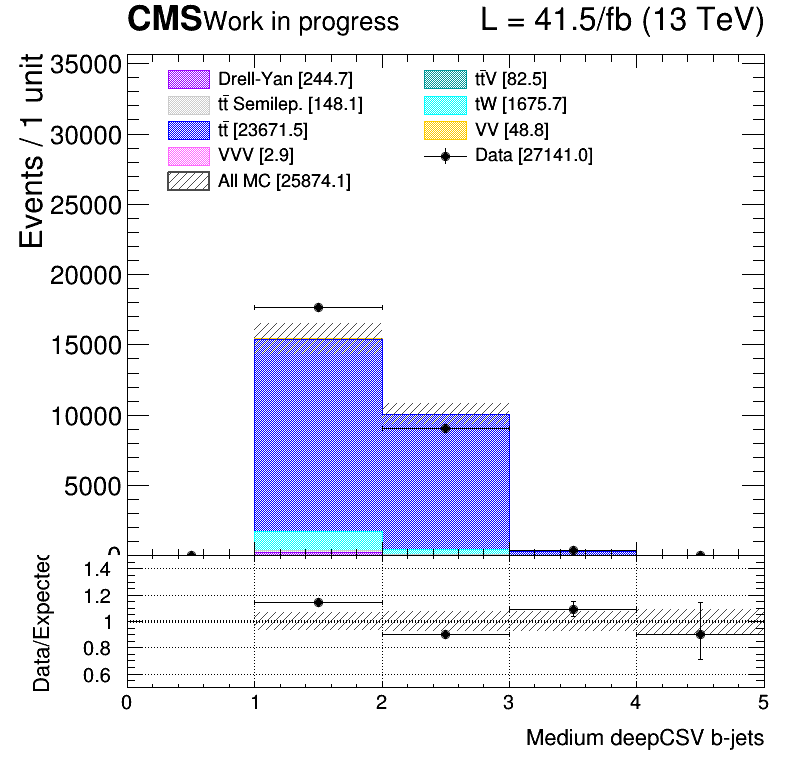 CMS Work in progress L = 41.5/fb (13 TeV)
Events / 1 unit
35000
30000
25000
20000
15000
10000
5000
0
Drell-Yan [244.7]
tt̄ Semilep. [148.1]
tt̄ [23671.5]
VVV [2.9]
All MC [25874.1]
tt̄V [82.5]
tW [1675.7]
VV [48.8]
Data [27141.0]
Data/Expected
1.4
1.2
1
0.8
0.6
0 1 2 3 4 5
Medium deepCSV b-jets